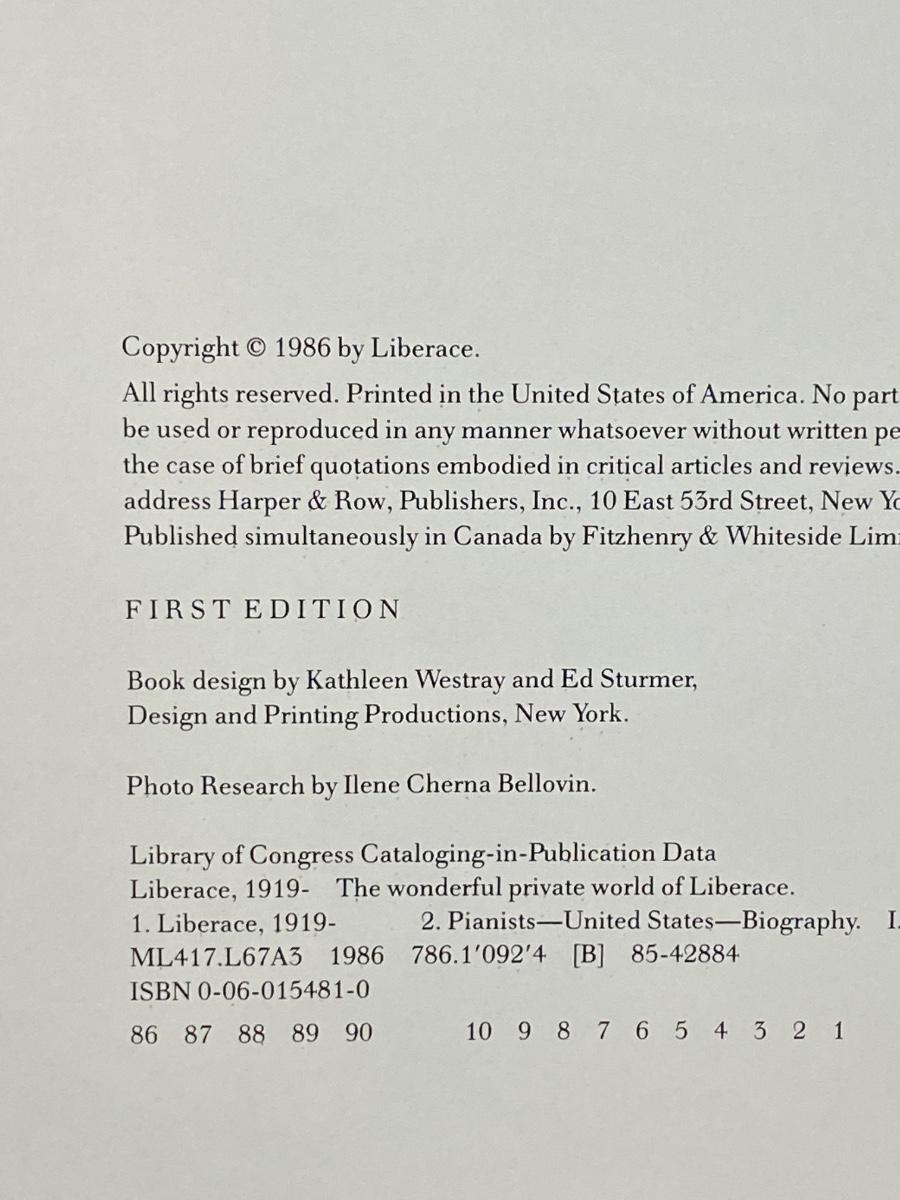 Copyright © 1986 by Liberace.
All rights reserved. Printed in the United States of America. No part
be used or reproduced in any manner whatsoever without written pe
the case of brief quotations embodied in critical articles and reviews.
address Harper & Row, Publishers, Inc., 10 East 53rd Street, New Yo
Published simultaneously in Canada by Fitzhenry & Whiteside Lim
FIRST EDITION
Book design by Kathleen Westray and Ed Sturmer,
Design and Printing Productions, New York.
Photo Research by Ilene Cherna Bellovin.
Library of Congress Cataloging-in-Publication Data
Liberace, 1919- The wonderful private world of Liberace.
1. Liberace, 1919- 2. Pianists—United States—Biography. I.
ML417.L67A3 1986 786.1'092'4 [B] 85-42884
ISBN 0-06-015481-0
86 87 88 89 90 10 9 8 7 6 5 4 3 2 1